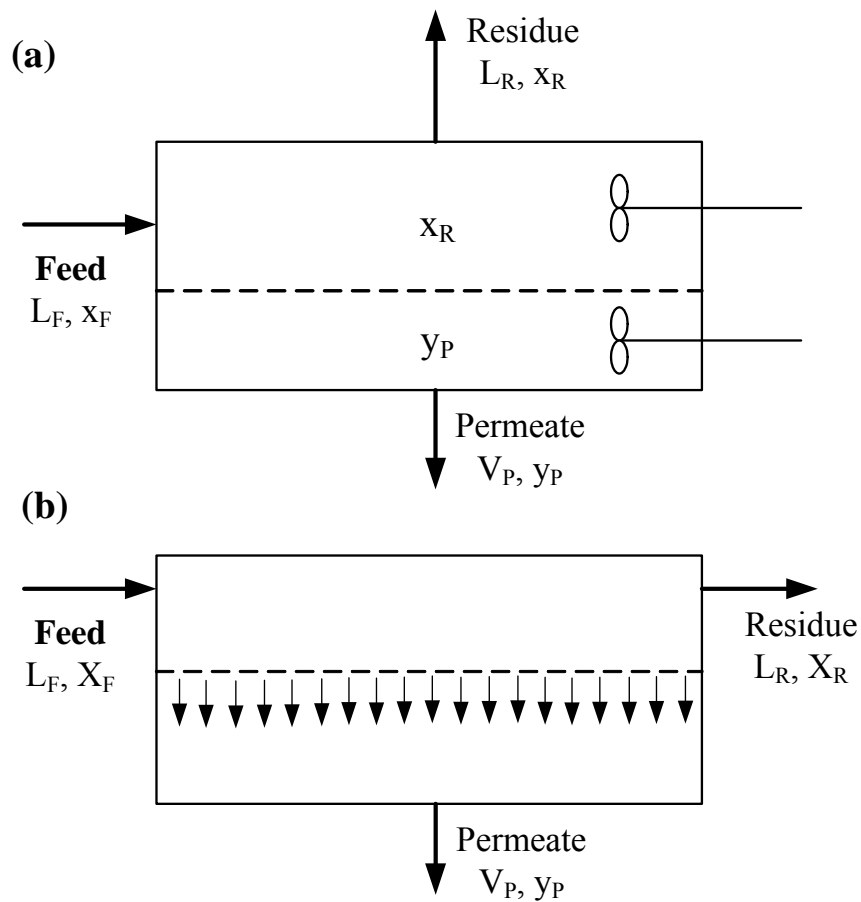 (a)
Residue
L_R, x_R
x_R
Feed
L_F, x_F
y_P
Permeate
V_P, y_P
(b)
Feed
L_F, X_F
Residue
L_R, X_R
Permeate
V_P, y_P